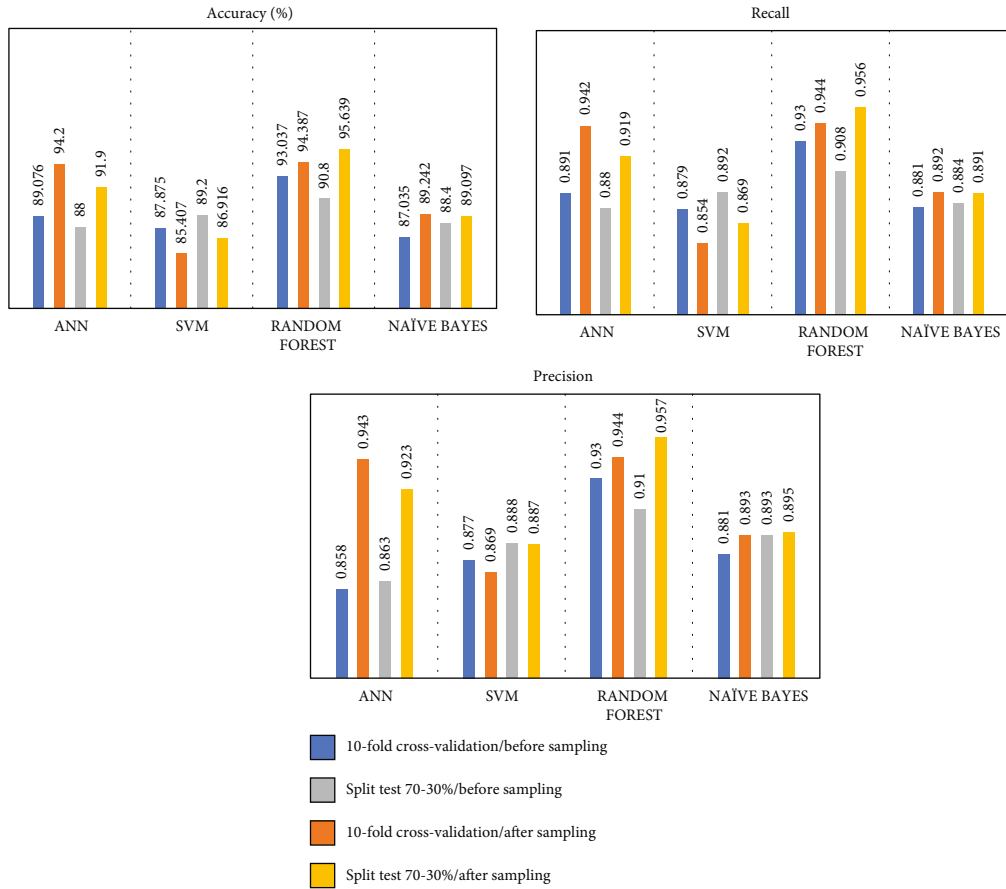 Accuracy (%)
89.076
94.2
88
91.9
87.875
85.407
89.2
86.916
93.037
94.387
90.8
95.639
87.035
89.242
88.4
89.097
ANN
SVM
RANDOM
FOREST
NAÏVE BAYES
Recall
0.891
0.942
0.88
0.919
0.879
0.854
0.892
0.869
0.93
0.944
0.908
0.956
0.881
0.892
0.884
0.891
ANN
SVM
RANDOM
FOREST
NAÏVE BAYES
Precision
0.858
0.943
0.863
0.923
0.877
0.869
0.888
0.887
0.93
0.944
0.91
0.957
0.881
0.893
0.893
0.895
ANN
SVM
RANDOM
FOREST
NAÏVE BAYES
10-fold cross-validation/before sampling
Split test 70-30%/before sampling
10-fold cross-validation/after sampling
Split test 70-30%/after sampling